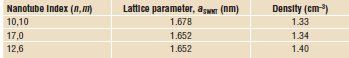 Nanotube Index (n,m) Lattice parameter, aSWNT (nm) Density (cm-3)
10,10 1.678 1.33
17,0 1.652 1.34
12,6 1.652 1.40